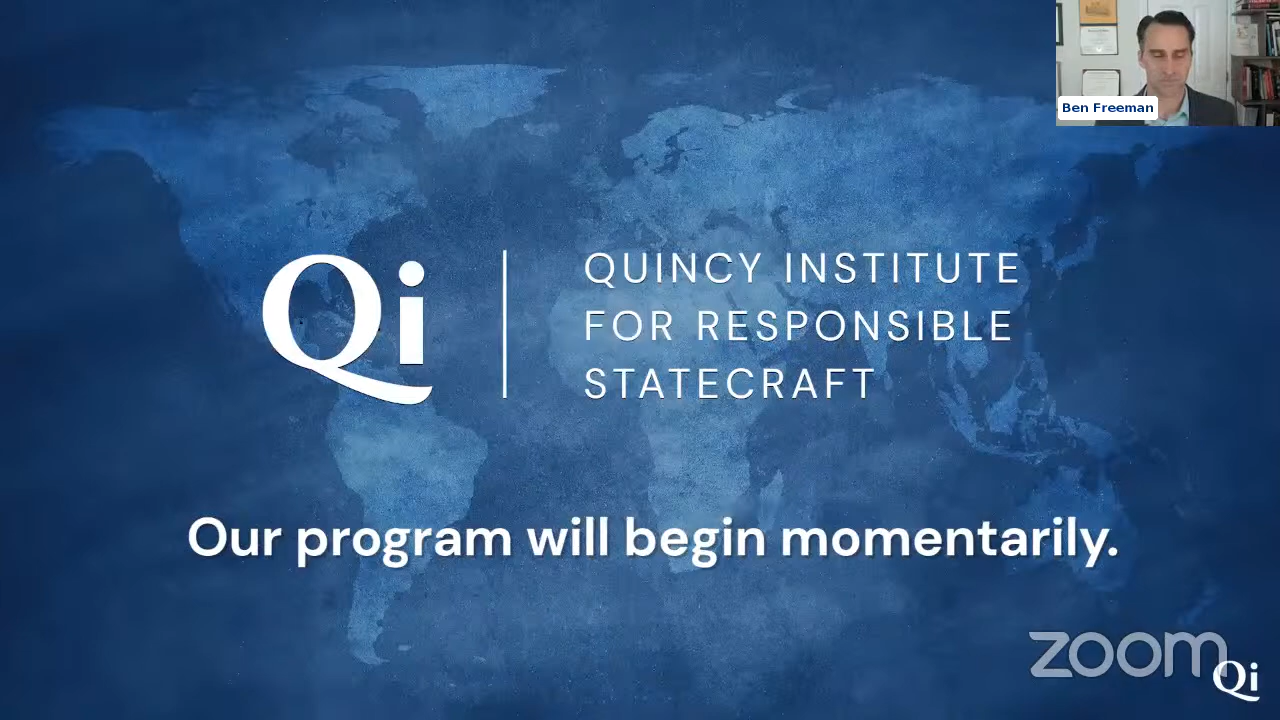 Ben Freeman
Qi
QUINCY INSTITUTE
FOR RESPONSIBLE
STATECRAFT
Our program will begin momentarily.
zoom
Qi